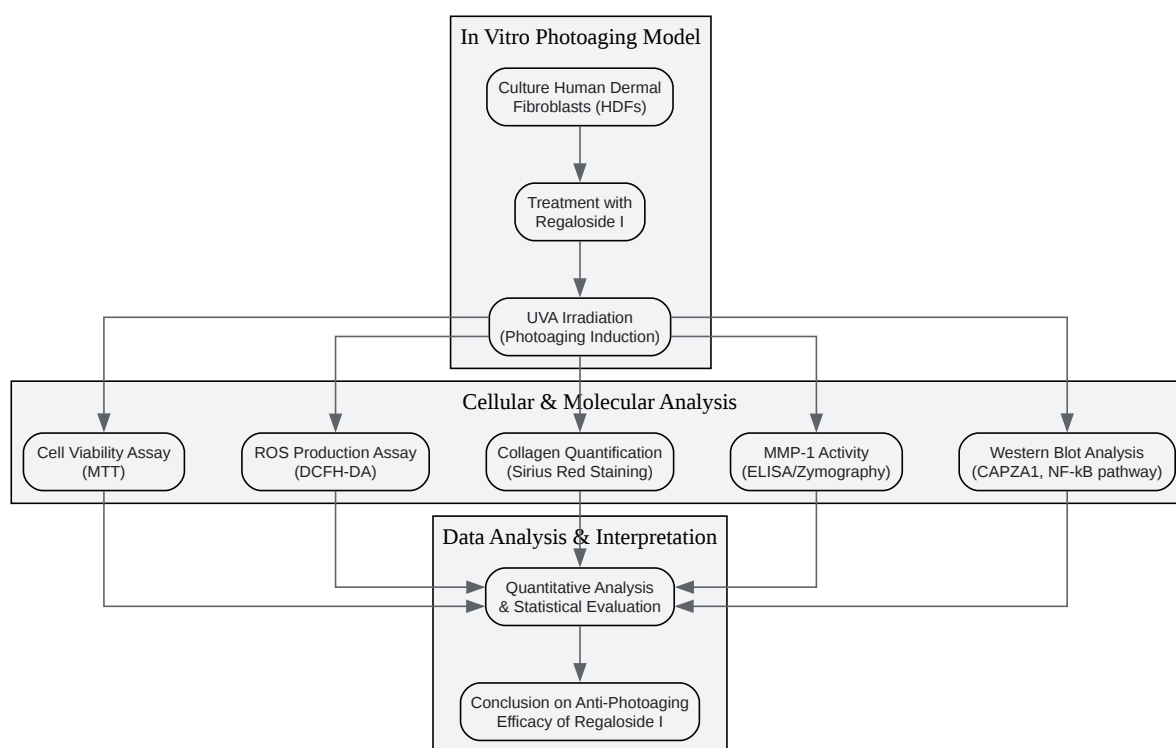 In Vitro Photoaging Model
Culture Human Dermal
Fibroblasts (HDFs)
Treatment with
Regaloside I
UVA Irradiation
(Photoaging Induction)
Cellular & Molecular Analysis
Cell Viability Assay
(MTT)
ROS Production Assay
(DCFH-DA)
Collagen Quantification
(Sirius Red Staining)
MMP-1 Activity
(ELISA/Zymography)
Western Blot Analysis
(CAPZA1, NF-kB pathway)
Data Analysis & Interpretation
Quantitative Analysis
& Statistical Evaluation
Conclusion on Anti-Photoaging
Efficacy of Regaloside I